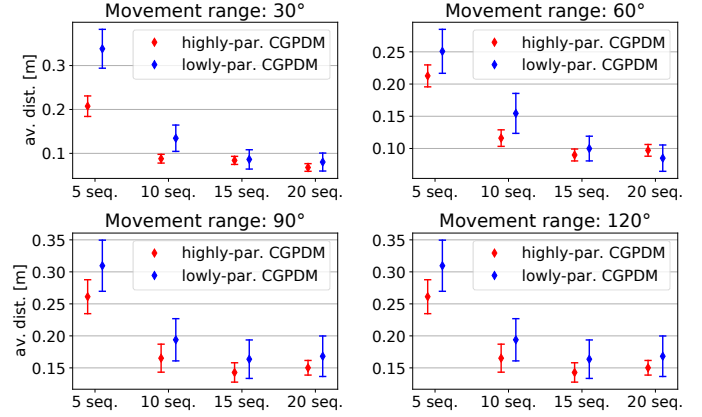 Movement range: 30°
av. dist. [m]
0.3
0.2
0.1
highly-par. CGPDM
lowly-par. CGPDM
5 seq. 10 seq. 15 seq. 20 seq.
Movement range: 60°
0.25
0.20
0.15
0.10
highly-par. CGPDM
lowly-par. CGPDM
5 seq. 10 seq. 15 seq. 20 seq.
Movement range: 90°
av. dist. [m]
0.35
0.30
0.25
0.20
0.15
highly-par. CGPDM
lowly-par. CGPDM
5 seq. 10 seq. 15 seq. 20 seq.
Movement range: 120°
0.35
0.30
0.25
0.20
0.15
highly-par. CGPDM
lowly-par. CGPDM
5 seq. 10 seq. 15 seq. 20 seq.